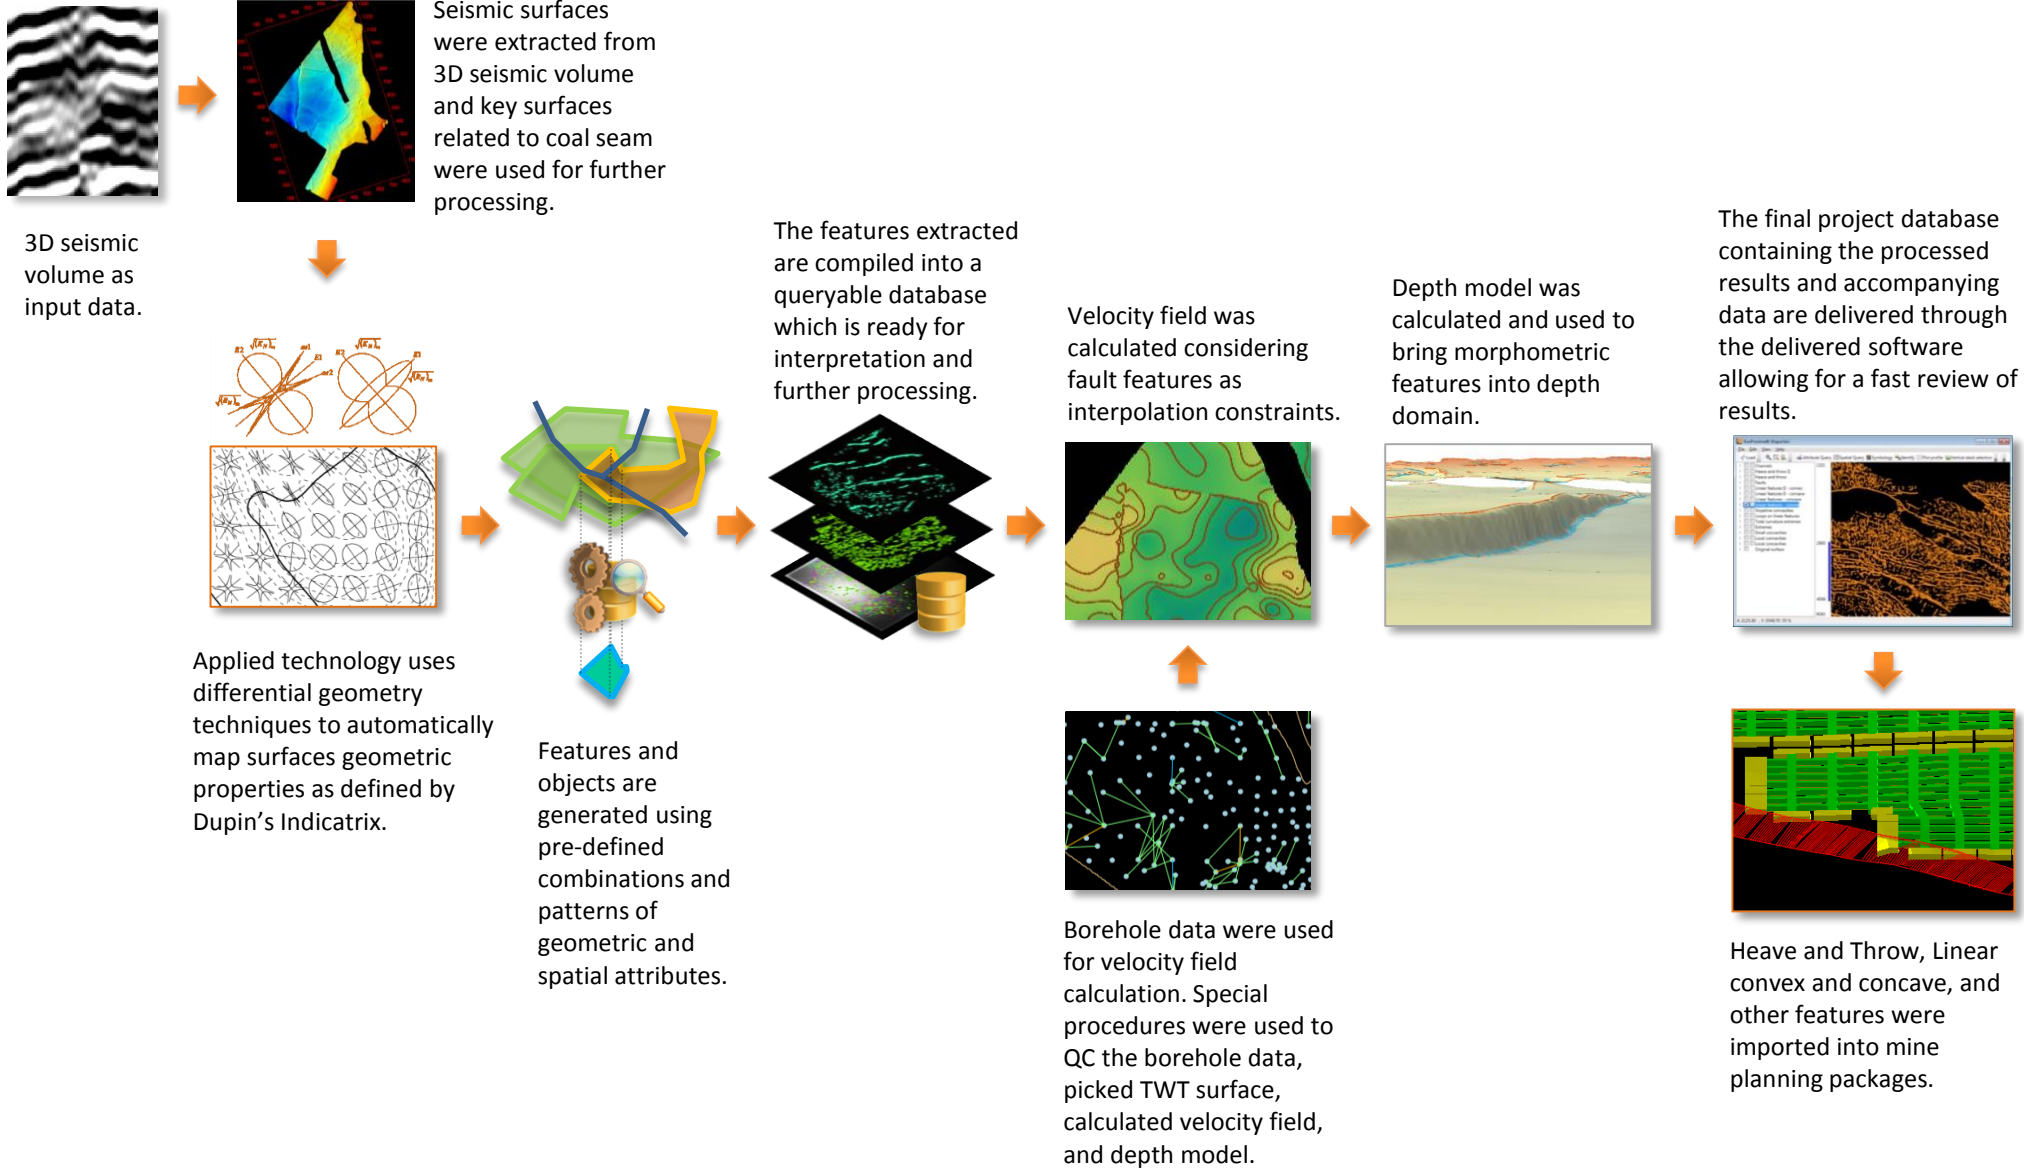 Seismic surfaces
were extracted from
3D seismic volume
and key surfaces
related to coal seam
were used for further
processing.
3D seismic
volume as
input data.
Applied technology uses
differential geometry
techniques to automatically
map surfaces geometric
properties as defined by
Dupin’s Indicatrix.
Features and
objects are
generated using
pre-defined
combinations and
patterns of
geometric and
spatial attributes.
The features extracted
are compiled into a
queryable database
which is ready for
interpretation and
further processing.
Velocity field was
calculated considering
fault features as
interpolation constraints.
Borehole data were used
for velocity field
calculation. Special
procedures were used to
QC the borehole data,
picked TWT surface,
calculated velocity field,
and depth model.
Depth model was
calculated and used to
bring morphometric
features into depth
domain.
The final project database
containing the processed
results and accompanying
data are delivered through
the delivered software
allowing for a fast review of
results.
Heave and Throw, Linear
convex and concave, and
other features were
imported into mine
planning packages.